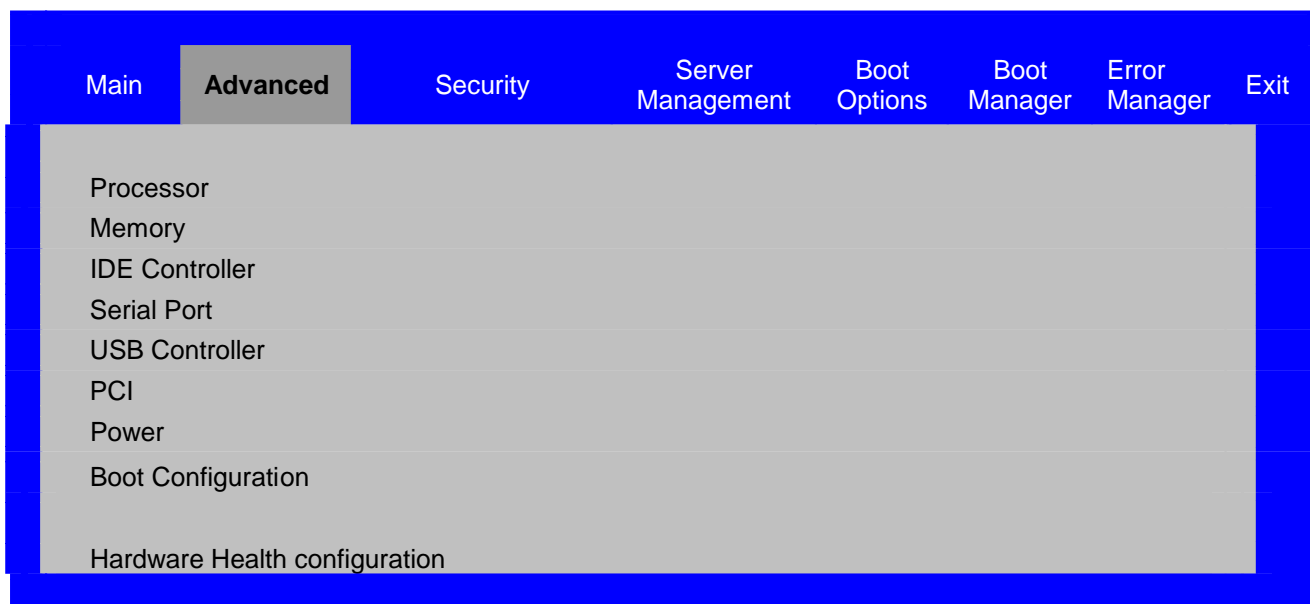 Main
Advanced
Security
Server
Management
Boot
Options
Boot
Manager
Error
Manager
Exit
Processor
Memory
IDE Controller
Serial Port
USB Controller
PCI
Power
Boot Configuration
Hardware Health configuration